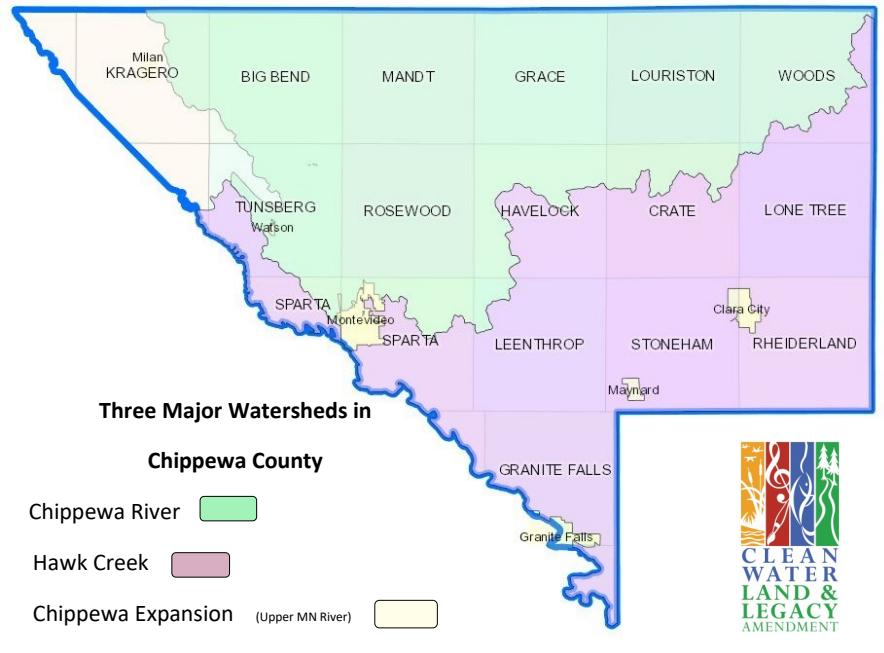 Milan
KRAGERO
BIG BEND
MANDT
GRACE
LOURISTON
WOODS
TUNSBERG
Watson
ROSEWOOD
HAVELOCK
CRATE
LONE TREE
SPARTA
Montevideo
SPARTA
LEENTHROP
STONEHAM
Clara City
RHEIDERLAND
Maynard
GRANITE FALLS
Granite Falls
Three Major Watersheds in
Chippewa County
Chippewa River
Hawk Creek
Chippewa Expansion (Upper MN River)
CLEAN
WATER
LAND &
LEGACY
AMENDMENT